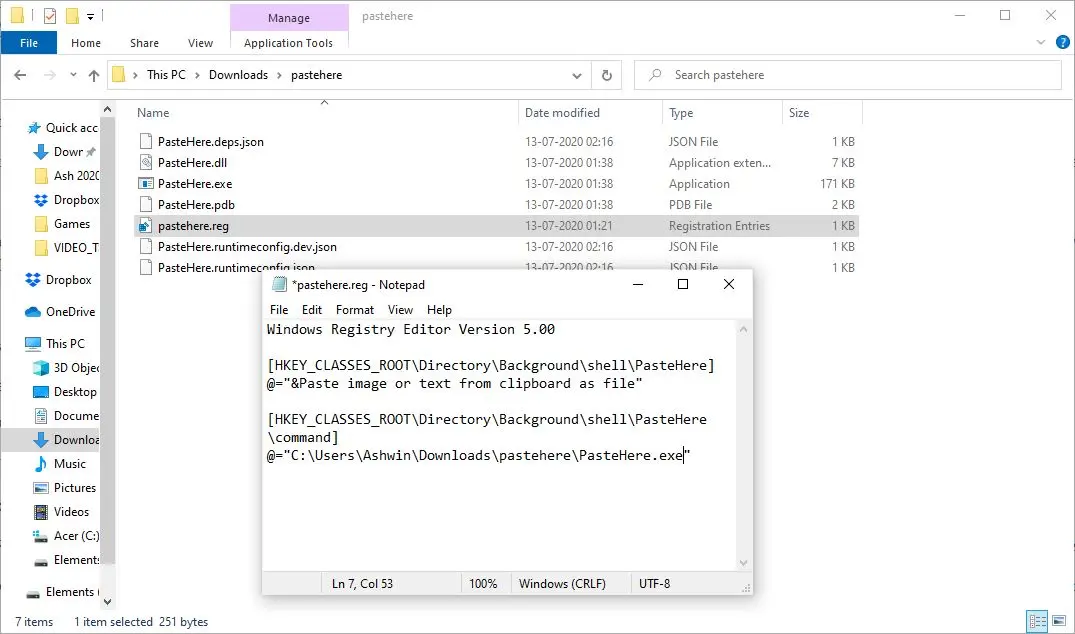 Manage
pastehere
File
Home
Share
View
Application Tools
This PC
Downloads
pastehere
Search pastehere
Name
Date modified
Type
Size
Quick acc
Dowr
Ash 2020
Dropbox
Games
VIDEO_T
Dropbox
OneDrive
This PC
3D Objec
Desktop
Docume
Downloa
Music
Pictures
Videos
Acer (C:)
Elements
Elements (
PasteHere.deps.json 13-07-2020 02:16 JSON File 1 KB
PasteHere.dll 13-07-2020 01:38 Application exten... 7 KB
PasteHere.exe 13-07-2020 01:38 Application 171 KB
PasteHere.pdb 13-07-2020 01:38 PDB File 2 KB
pastehere.reg 13-07-2020 01:21 Registration Entries 1 KB
PasteHere.runtimeconfig.dev.json 13-07-2020 02:16 JSON File 1 KB
PasteHere.runtimeconfig.json 13-07-2020 02:16 JSON File 1 KB
*pastehere.reg - Notepad
File Edit Format View Help
Windows Registry Editor Version 5.00
[HKEY_CLASSES_ROOT\Directory\Background\shell\PasteHere]
@="&Paste image or text from clipboard as file"
[HKEY_CLASSES_ROOT\Directory\Background\shell\PasteHere
\command]
@="C:\Users\Ashwin\Downloads\pastehere\PasteHere.exe"
Ln 7, Col 53
100%
Windows (CRLF)
UTF-8
7 items
1 item selected 251 bytes